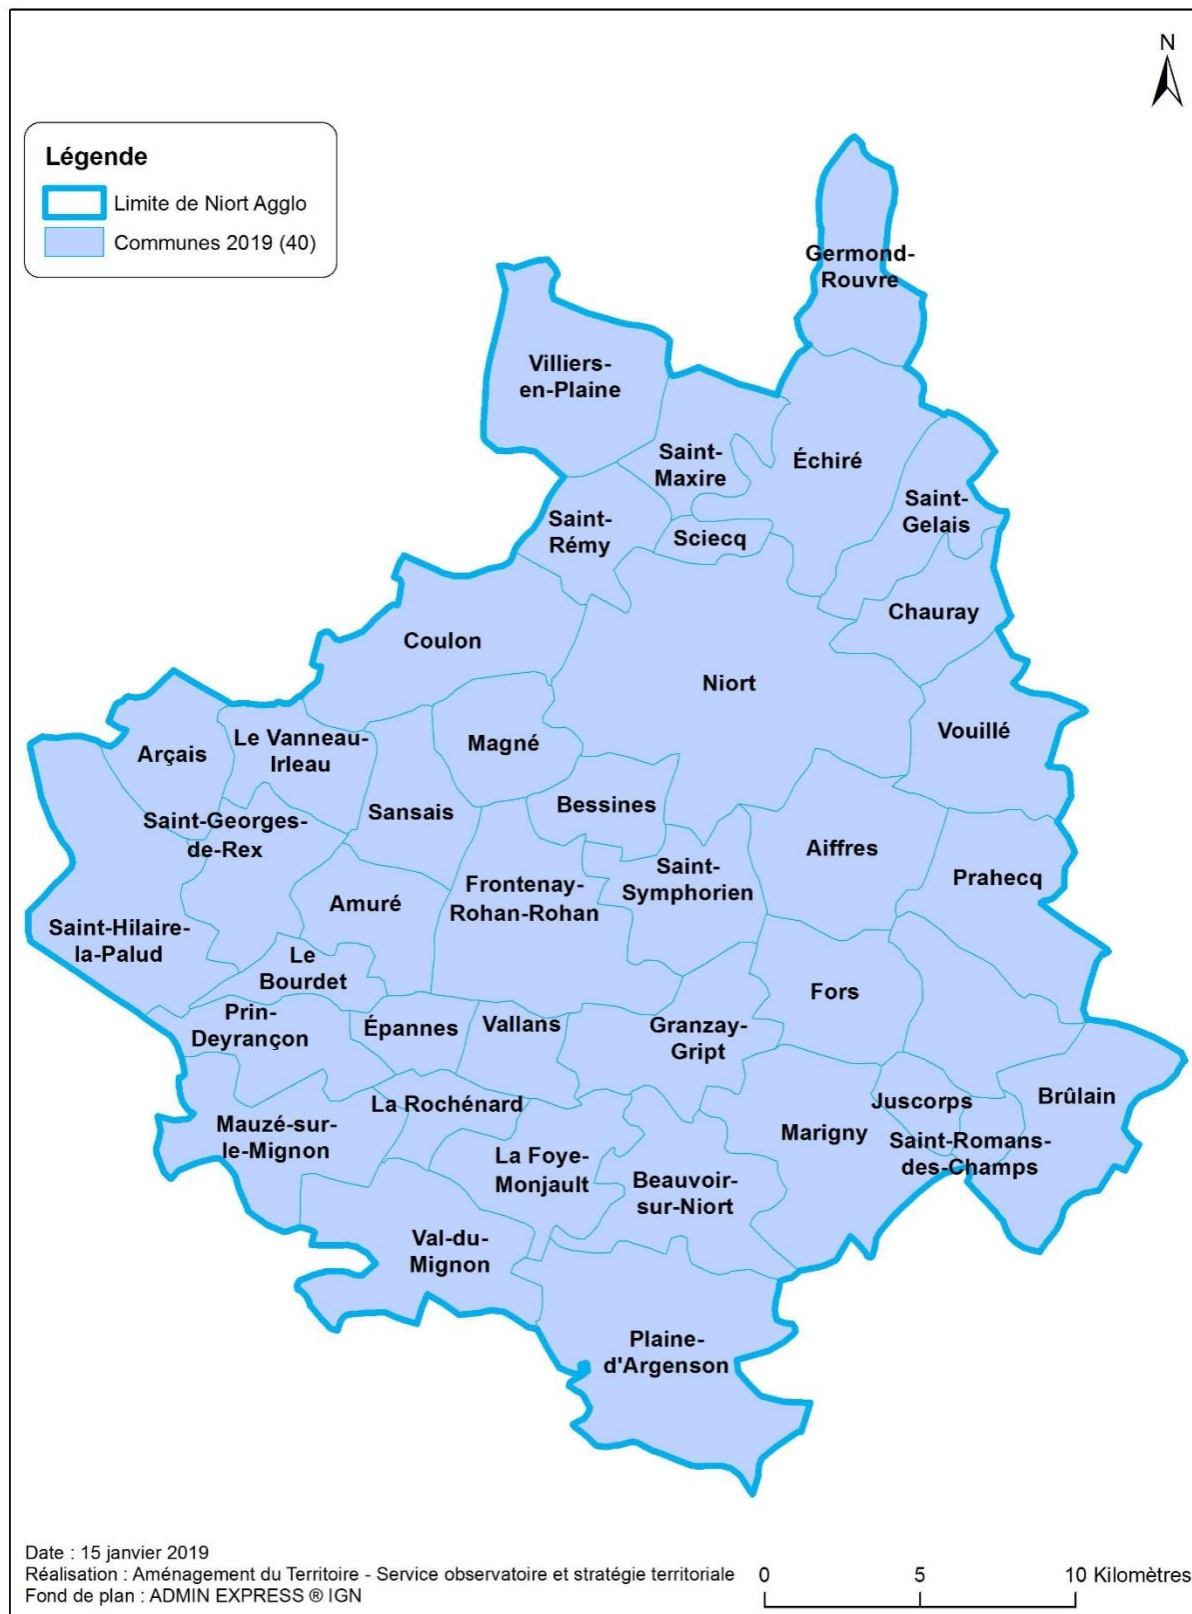 N
Légende
Limite de Niort Agglo
Communes 2019 (40)
Germond-
Rouvre
Villiers-
en-Plaine
Saint-
Maxire
Échiré
Saint-
Gelais
Saint-
Rémy
Sciecq
Chauray
Coulon
Niort
Vouillé
Arçais
Le Vanneau-
Irleau
Magné
Sansais
Bessines
Saint-Georges-
de-Rex
Aiffres
Saint-
Symphorien
Prahecq
Amuré
Frontenay-
Rohan-Rohan
Saint-Hilaire-
la-Palud
Le
Bourdet
Fors
Prin-
Deyrançon
Épannes
Vallans
Granzay-
Gript
La Rochénard
Juscorps
Brûlain
Mauzé-sur-
le-Mignon
Marigny
Saint-Romans-
des-Champs
La Foye-
Monjault
Beauvoir-
sur-Niort
Val-du-
Mignon
Plaine-
d'Argenson
Date : 15 janvier 2019
Réalisation : Aménagement du Territoire - Service observatoire et stratégie territoriale
Fond de plan : ADMIN EXPRESS ® IGN
0 5 10 Kilomètres